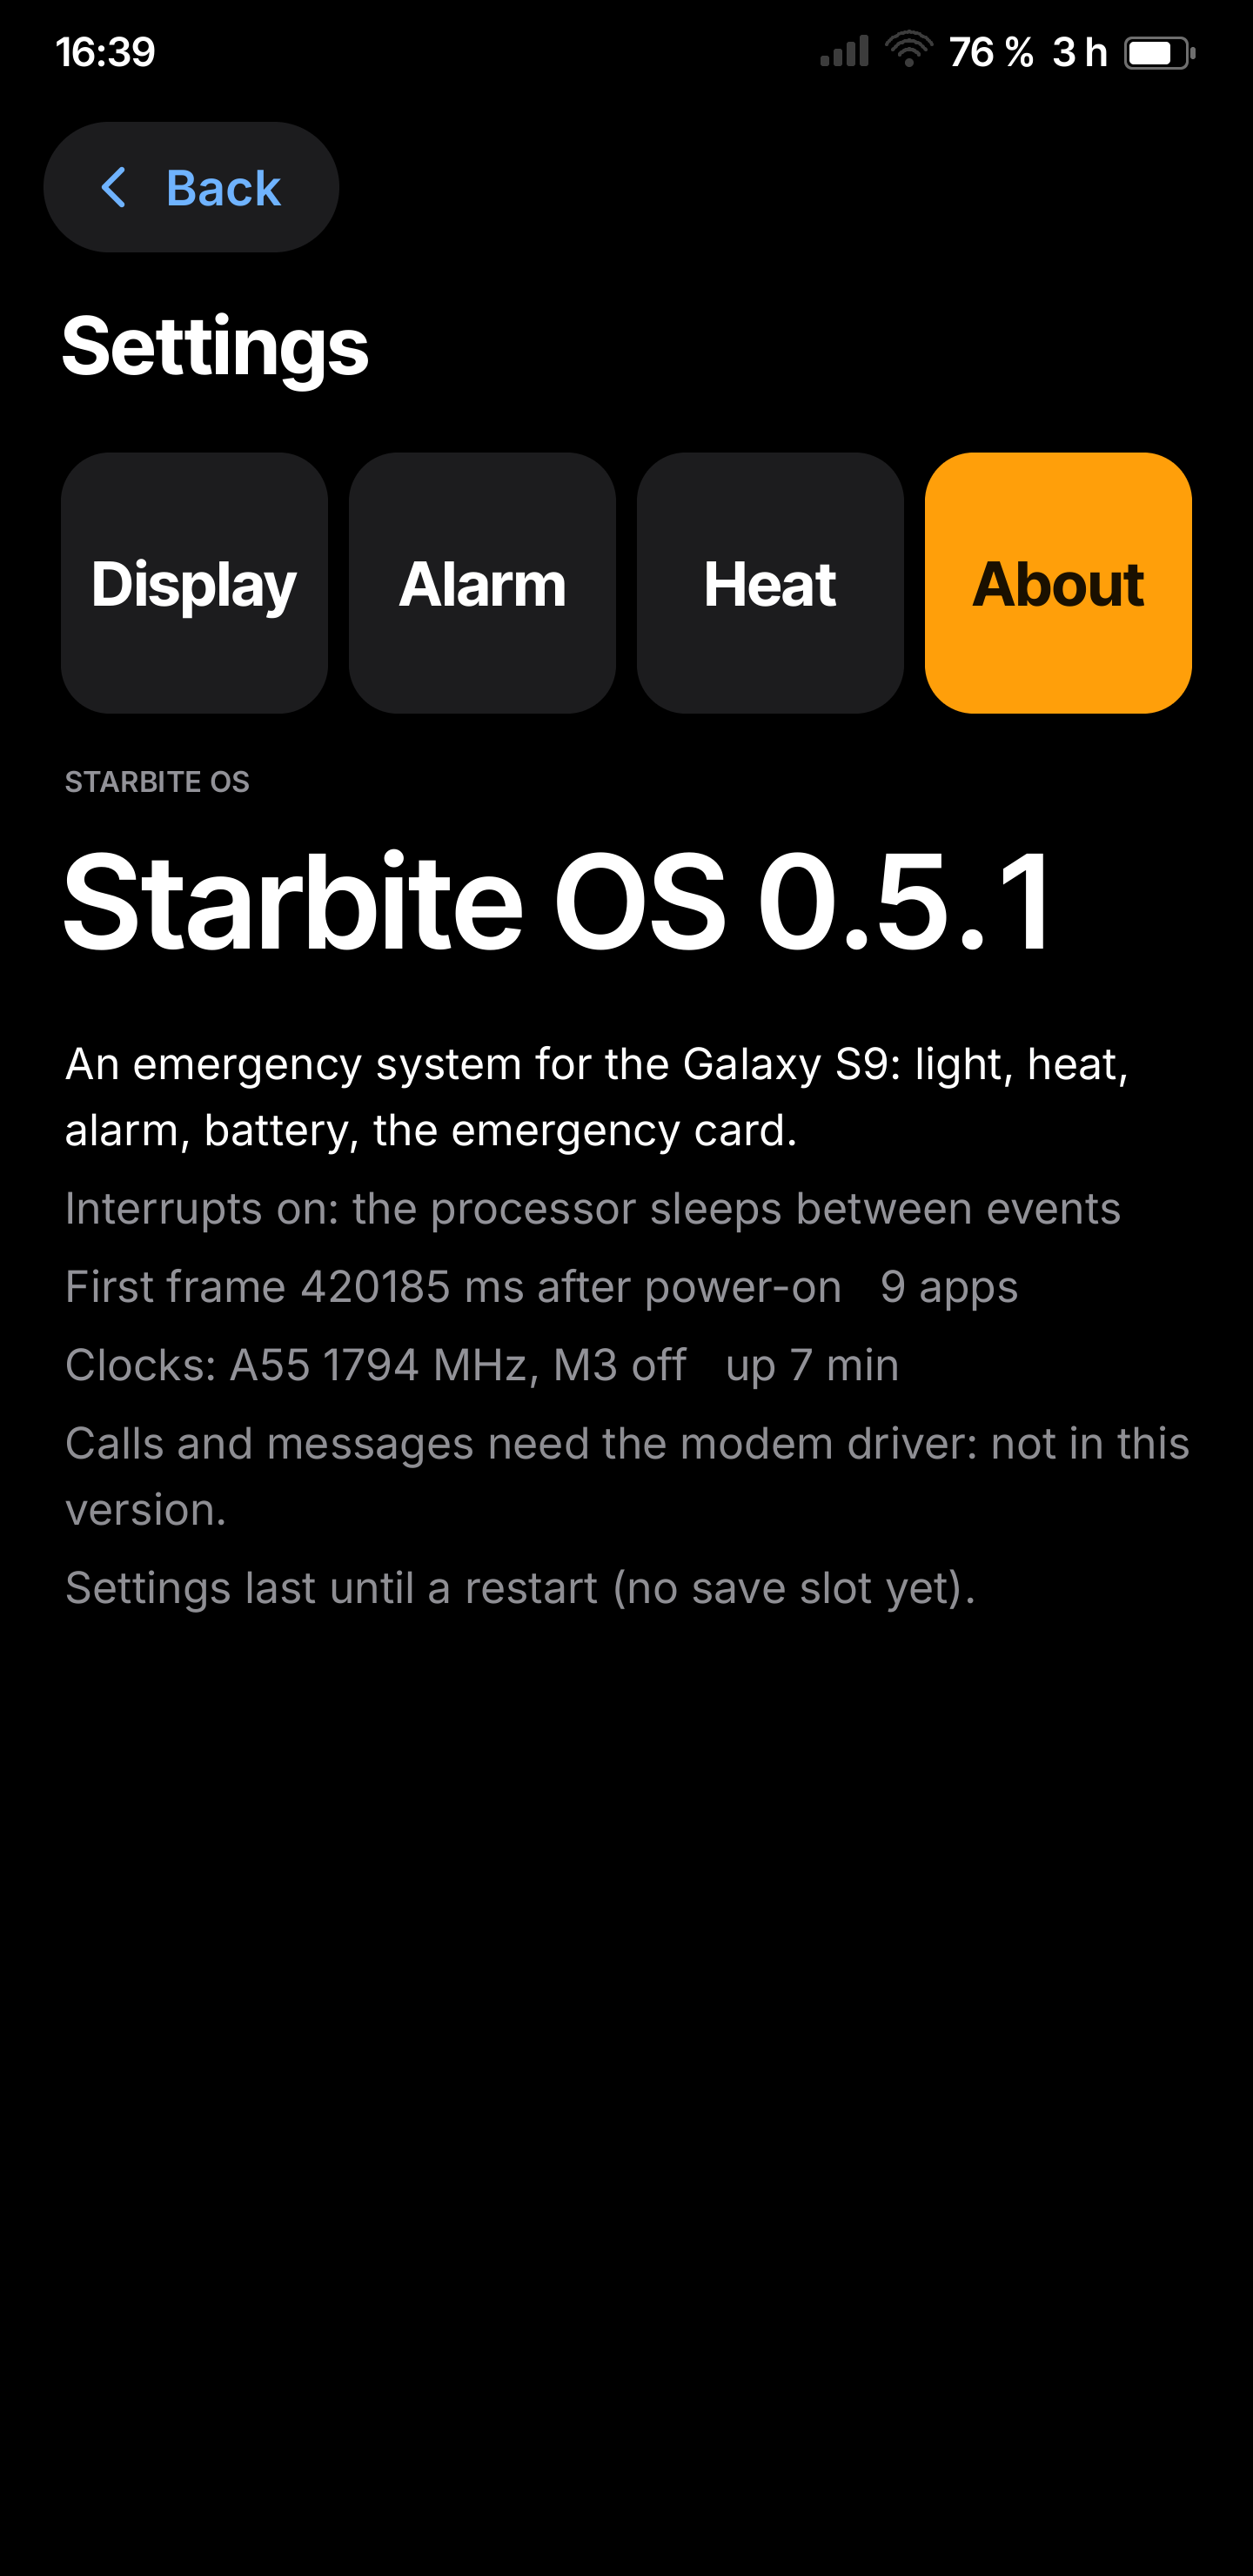 16:39 76 % 3 h
Back
Settings
Display Alarm Heat About
STARBITE OS
Starbite OS 0.5.1
An emergency system for the Galaxy S9: light, heat,
alarm, battery, the emergency card.
Interrupts on: the processor sleeps between events
First frame 420185 ms after power-on 9 apps
Clocks: A55 1794 MHz, M3 off up 7 min
Calls and messages need the modem driver: not in this
version.
Settings last until a restart (no save slot yet).